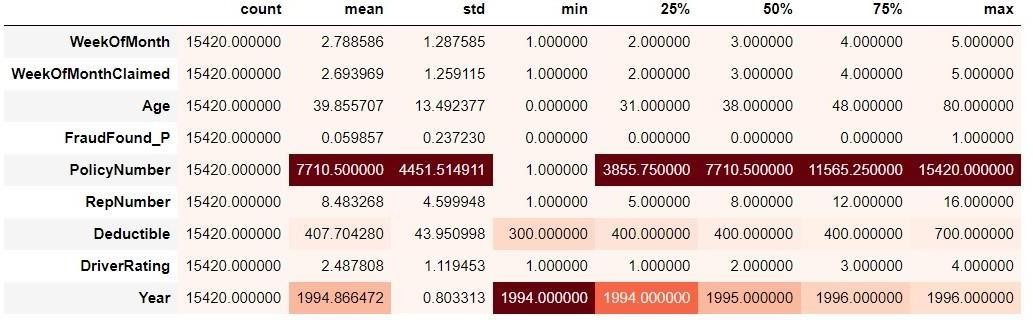 count mean std min 25% 50% 75% max
WeekOfMonth 15420.000000 2.788586 1.287585 1.000000 2.000000 3.000000 4.000000 5.000000
WeekOfMonthClaimed 15420.000000 2.693969 1.259115 1.000000 2.000000 3.000000 4.000000 5.000000
Age 15420.000000 39.855707 13.492377 0.000000 31.000000 38.000000 48.000000 80.000000
FraudFound_P 15420.000000 0.059857 0.237230 0.000000 0.000000 0.000000 0.000000 1.000000
PolicyNumber 15420.000000 7710.500000 4451.514911 1.000000 3855.750000 7710.500000 11565.250000 15420.000000
RepNumber 15420.000000 8.483268 4.599948 1.000000 5.000000 8.000000 12.000000 16.000000
Deductible 15420.000000 407.704280 43.950998 300.000000 400.000000 400.000000 400.000000 700.000000
DriverRating 15420.000000 2.487808 1.119453 1.000000 1.000000 2.000000 3.000000 4.000000
Year 15420.000000 1994.866472 0.803313 1994.000000 1994.000000 1995.000000 1996.000000 1996.000000